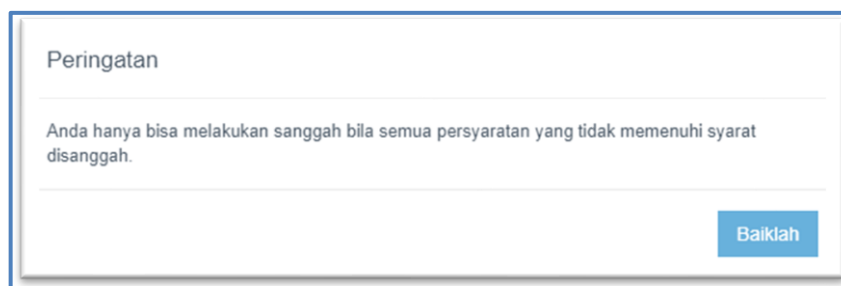 Peringatan
Anda hanya bisa melakukan sanggah bila semua persyaratan yang tidak memenuhi syarat
disanggah.
Baiklah